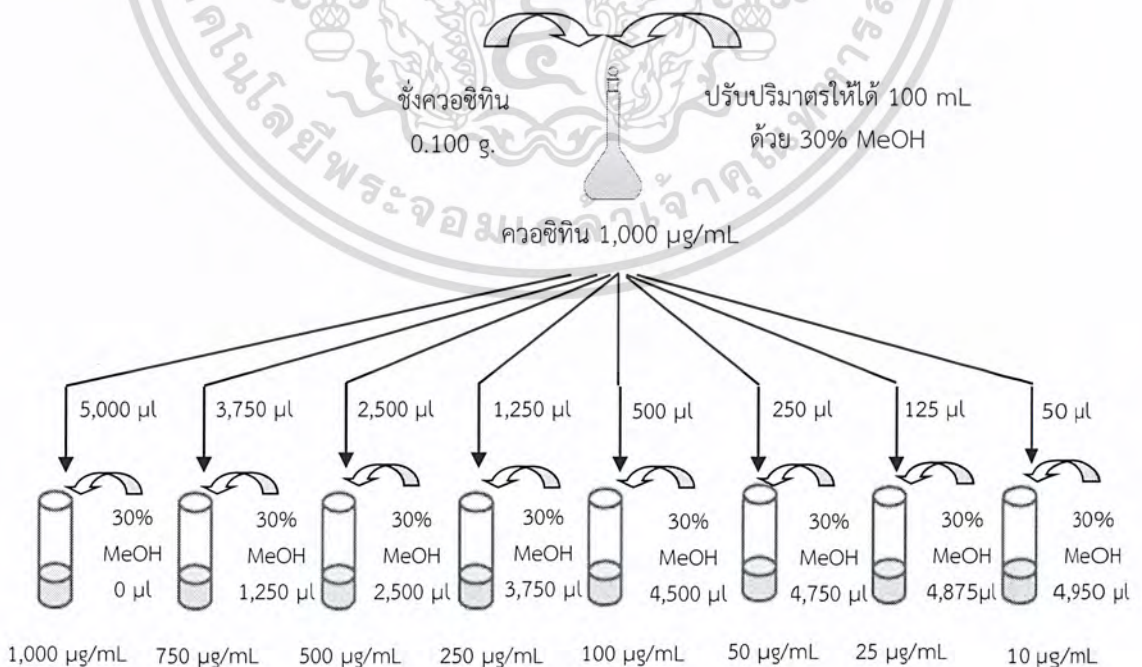 ชั่งควอซิทิน
0.100 g.
ปรับปริมาตรให้ได้ 100 mL
ด้วย 30% MeOH
ควอซิทิน 1,000 µg/mL
5,000 µl 3,750 µl 2,500 µl 1,250 µl 500 µl 250 µl 125 µl 50 µl
30% 30% 30% 30% 30% 30% 30% 30%
MeOH MeOH MeOH MeOH MeOH MeOH MeOH MeOH
0 µl 1,250 µl 2,500 µl 3,750 µl 4,500 µl 4,750 µl 4,875µl 4,950 µl
1,000 µg/mL 750 µg/mL 500 µg/mL 250 µg/mL 100 µg/mL 50 µg/mL 25 µg/mL 10 µg/mL